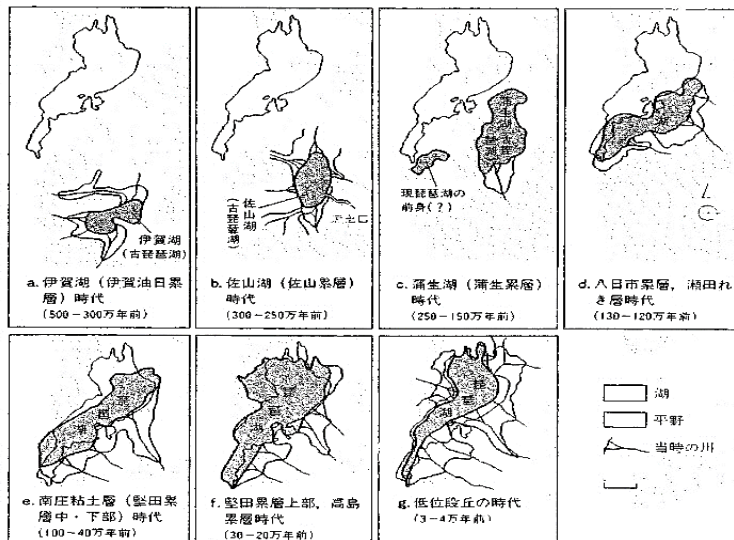 伊賀湖
(古琵琶湖)
a. 伊賀湖(伊賀油日累
層)時代
(500-300万年前)
佐山湖
(古琵琶湖)
b. 佐山湖(佐山累層)
時代
(300-250万年前)
現琵琶湖の
前身(?)
c. 蒲生湖(蒲生累層)
時代
(250-150万年前)
d. 八日市累層, 瀬田れ
き層時代
(130-120万年前)
琵
琶
湖
e. 南庄粘土層(堅田累
層中・下部)時代
(100-40万年前)
琵
琶
湖
f. 堅田累層上部, 高島
累層時代
(30-20万年前)
琵
琶
湖
g. 低位段丘の時代
(3-4万年前)
湖
平野
当時の川